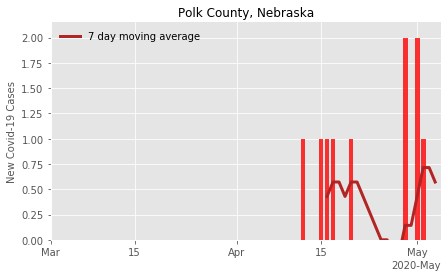 Polk County, Nebraska
7 day moving average
New Covid-19 Cases
2.00
1.75
1.50
1.25
1.00
0.75
0.50
0.25
0.00
Mar
15
Apr
15
May
2020-May